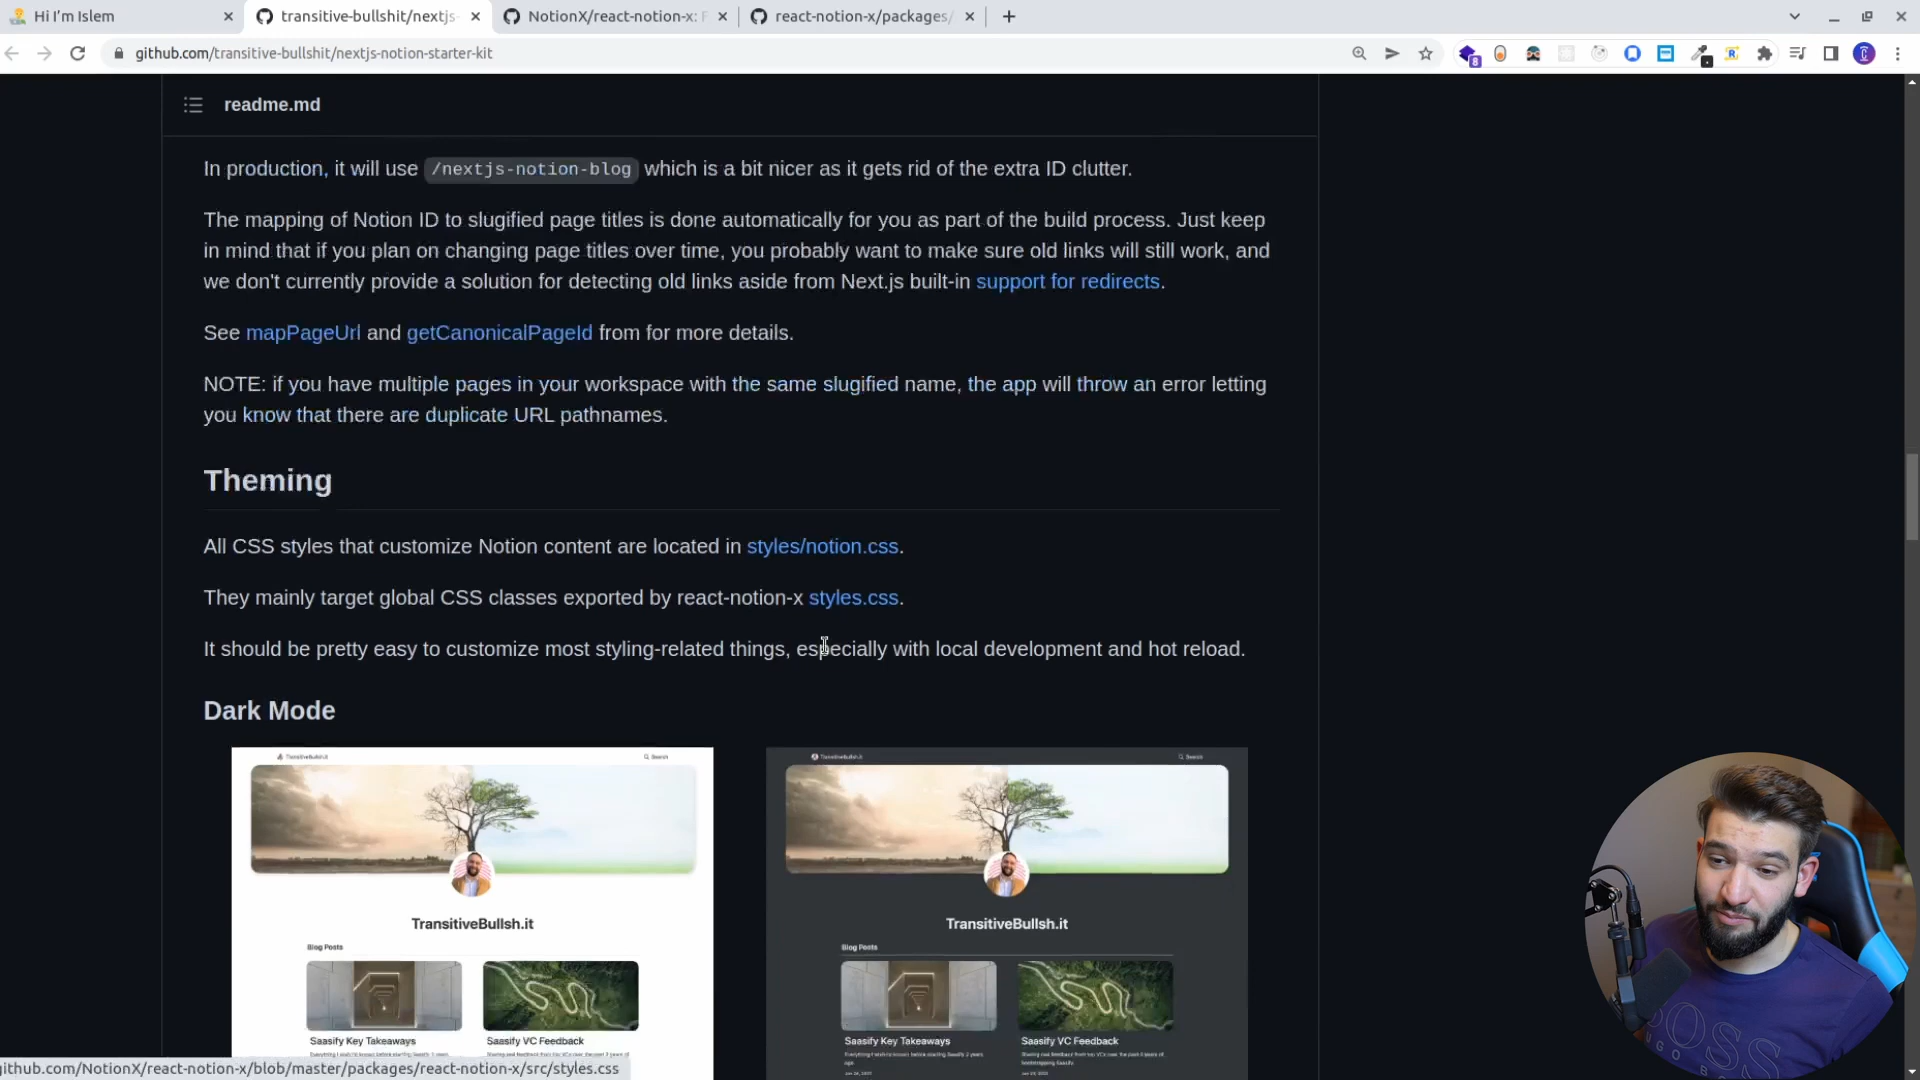 Hi I'm Islem
transitive-bullshit/nextjs-
NotionX/react-notion-x: F
react-notion-x/packages/
github.com/transitive-bullshit/nextjs-notion-starter-kit
8
readme.md
In production, it will use /nextjs-notion-blog which is a bit nicer as it gets rid of the extra ID clutter.
The mapping of Notion ID to slugified page titles is done automatically for you as part of the build process. Just keep
in mind that if you plan on changing page titles over time, you probably want to make sure old links will still work, and
we don't currently provide a solution for detecting old links aside from Next.js built-in support for redirects.
See mapPageUrl and getCanonicalPageId from for more details.
NOTE: if you have multiple pages in your workspace with the same slugified name, the app will throw an error letting
you know that there are duplicate URL pathnames.
Theming
All CSS styles that customize Notion content are located in styles/notion.css.
They mainly target global CSS classes exported by react-notion-x styles.css.
It should be pretty easy to customize most styling-related things, especially with local development and hot reload.
Dark Mode
TransitiveBullsh.it Search
TransitiveBullsh.it Search
TransitiveBullsh.it
TransitiveBullsh.it
Blog Posts
Blog Posts
Saasify Key Takeaways
Saasify VC Feedback
Saasify Key Takeaways
Saasify VC Feedback
BOSS
github.com/NotionX/react-notion-x/blob/master/packages/react-notion-x/src/styles.css